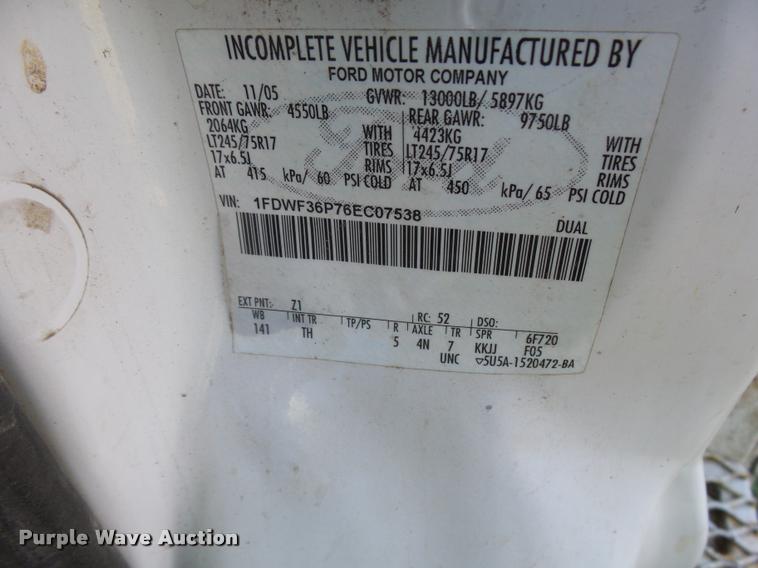 INCOMPLETE VEHICLE MANUFACTURED BY
FORD MOTOR COMPANY
DATE: 11/05 GVWR: 13000LB/ 5897KG
FRONT GAWR: 4550LB REAR GAWR: 9750LB
2064KG WITH 4423KG WITH
LT245/75R17 TIRES LT245/75R17 TIRES
17x6.5J RIMS 17x6.5J RIMS
AT 415 kPa/ 60 PSI COLD AT 450 kPa/ 65 PSI COLD
VIN: 1FDWF36P76EC07538
DUAL
EXT PNT: Z1 RC: 52 DSO:
WB INT TR TP/PS R AXLE TR SPR 6F720
141 TH 5 4N 7 KKJJ F05
UNC ▽5U5A-1520472-BA
Purple Wave Auction